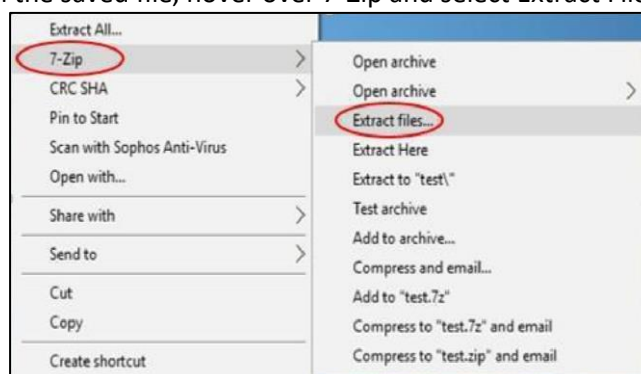 the saved file, hover over 7-Zip and select Extract File
Extract All...
7-Zip
CRC SHA
Pin to Start
Scan with Sophos Anti-Virus
Open with...
Share with
Send to
Cut
Copy
Create shortcut
Open archive
Open archive
Extract files...
Extract Here
Extract to "test\"
Test archive
Add to archive...
Compress and email...
Add to "test.7z"
Compress to "test.7z" and email
Compress to "test.zip" and email